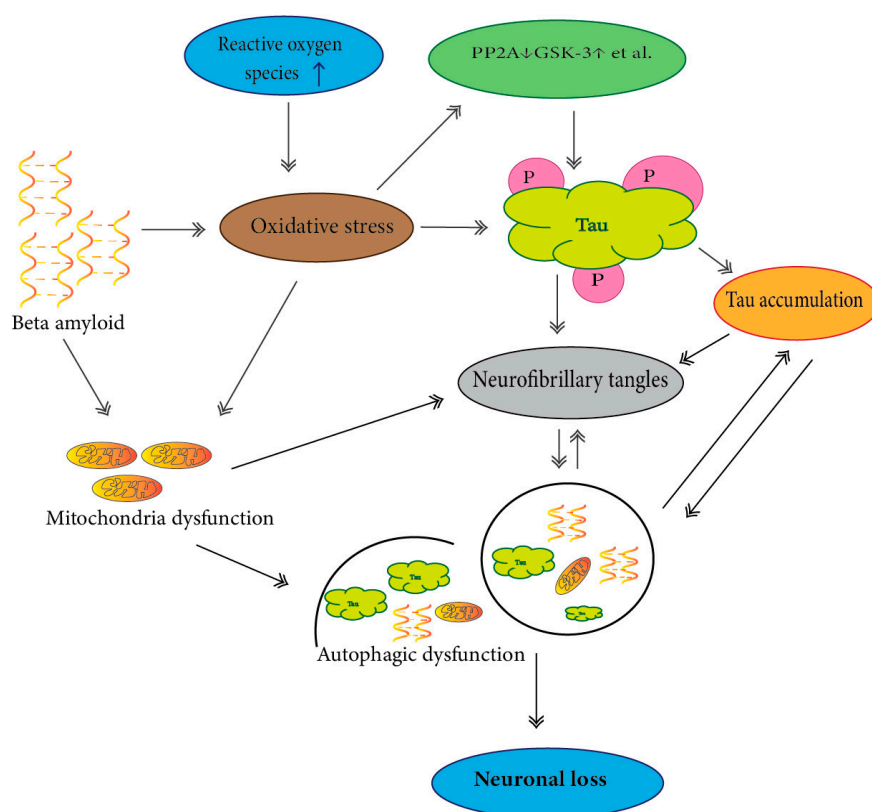 Reactive oxygen
species ↑
PP2A↓GSK-3↑ et al.
P
P
Tau
P
Oxidative stress
Beta amyloid
Tau accumulation
Neurofibrillary tangles
Mitochondria dysfunction
Tau
Tau
Tau
Tau
Tau
Autophagic dysfunction
Neuronal loss